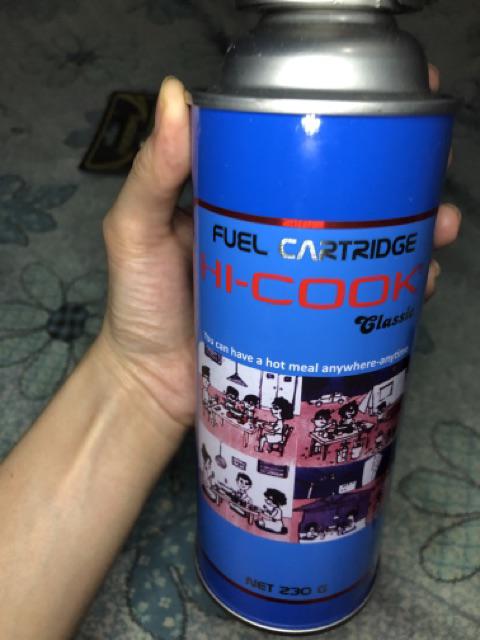 FUEL CARTRIDGE
HI-COOK
Classic
You can have a hot meal anywhere-anytime
NET 230 G